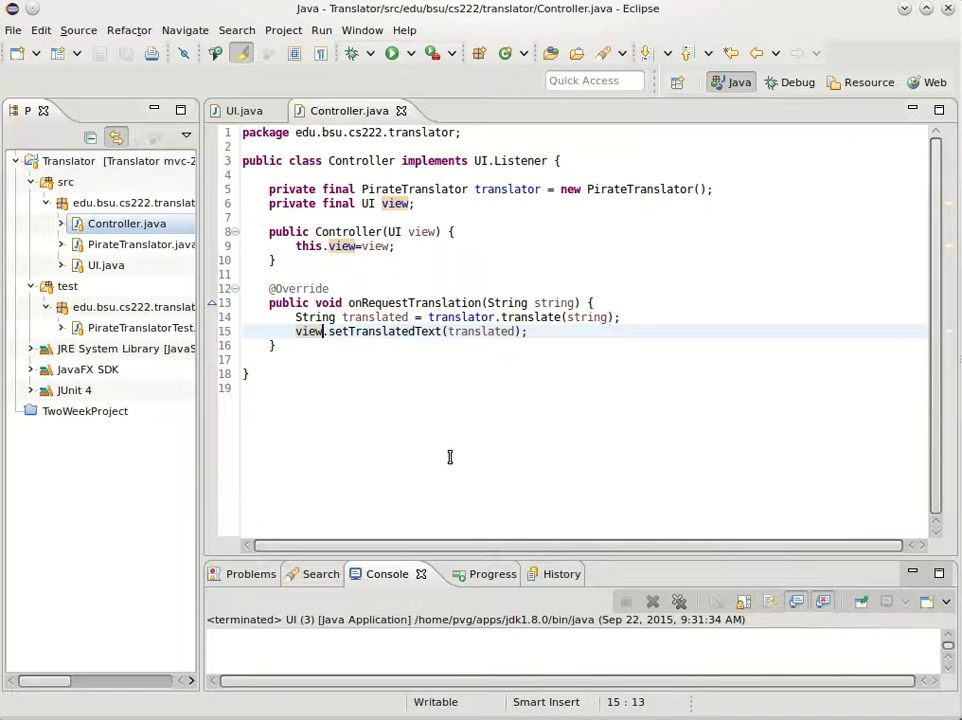 Java - Translator/src/edu/bsu/cs222/translator/Controller.java - Eclipse
File Edit Source Refactor Navigate Search Project Run Window Help
Quick Access
Java Debug Resource Web
P
UI.java Controller.java
Translator [Translator mvc-2
src
edu.bsu.cs222.translat
Controller.java
PirateTranslator.java
UI.java
test
edu.bsu.cs222.translat
PirateTranslatorTest.
JRE System Library [JavaS
JavaFX SDK
JUnit 4
TwoWeekProject
1 package edu.bsu.cs222.translator;
2
3 public class Controller implements UI.Listener {
4
5 private final PirateTranslator translator = new PirateTranslator();
6 private final UI view;
7
8 public Controller(UI view) {
9 this.view=view;
10 }
11
12 @Override
13 public void onRequestTranslation(String string) {
14 String translated = translator.translate(string);
15 view.setTranslatedText(translated);
16 }
17
18 }
19
Problems Search Console Progress History
<terminated> UI (3) [Java Application] /home/pvg/apps/jdk1.8.0/bin/java (Sep 22, 2015, 9:31:34 AM)
Writable Smart Insert 15 : 13